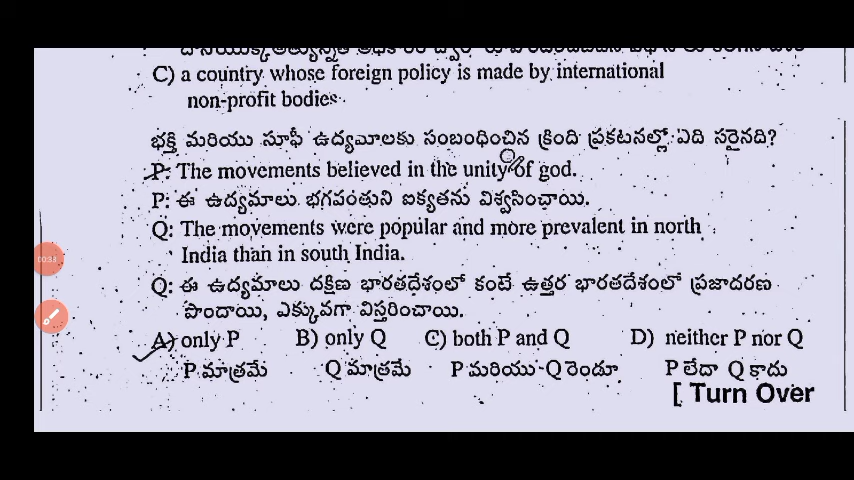 C) a country whose foreign policy is made by international
non-profit bodies
భక్తి మరియు సూఫీ ఉద్యమాలకు సంబంధించిన క్రింది ప్రకటనల్లో ఏది సరైనది?
P: The movements believed in the unity of god.
P: ఈ ఉద్యమాలు భగవంతుని ఐక్యతను విశ్వసించాయి.
Q: The movements were popular and more prevalent in north
India than in south India.
Q: ఈ ఉద్యమాలు దక్షిణ భారతదేశంలో కంటే ఉత్తర భారతదేశంలో ప్రజాదరణ
పొందాయి, ఎక్కువగా విస్తరించాయి.
A) only P B) only Q C) both P and Q D) neither P nor Q
P మాత్రమే Q మాత్రమే P మరియు Q రెండూ P లేదా Q కాదు
[ Turn Over
00:33